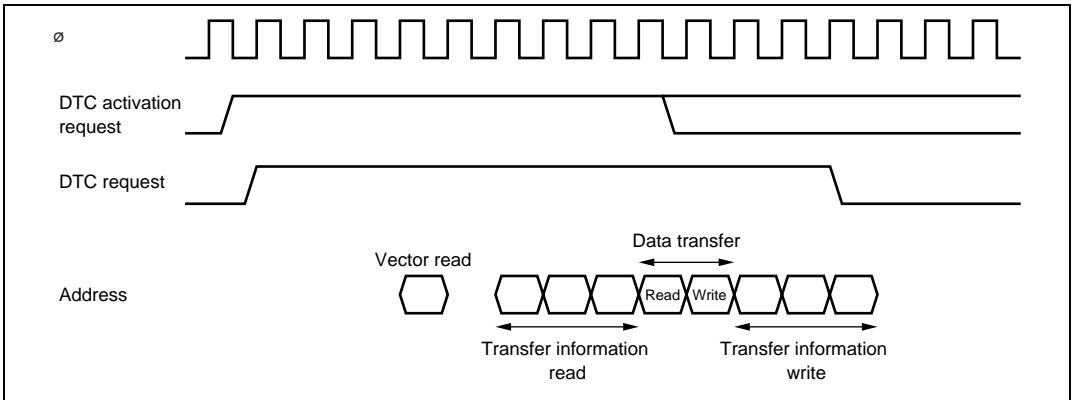 ø
DTC activation
request
DTC request
Data transfer
Vector read
Address
Read
Write
Transfer information
read
Transfer information
write